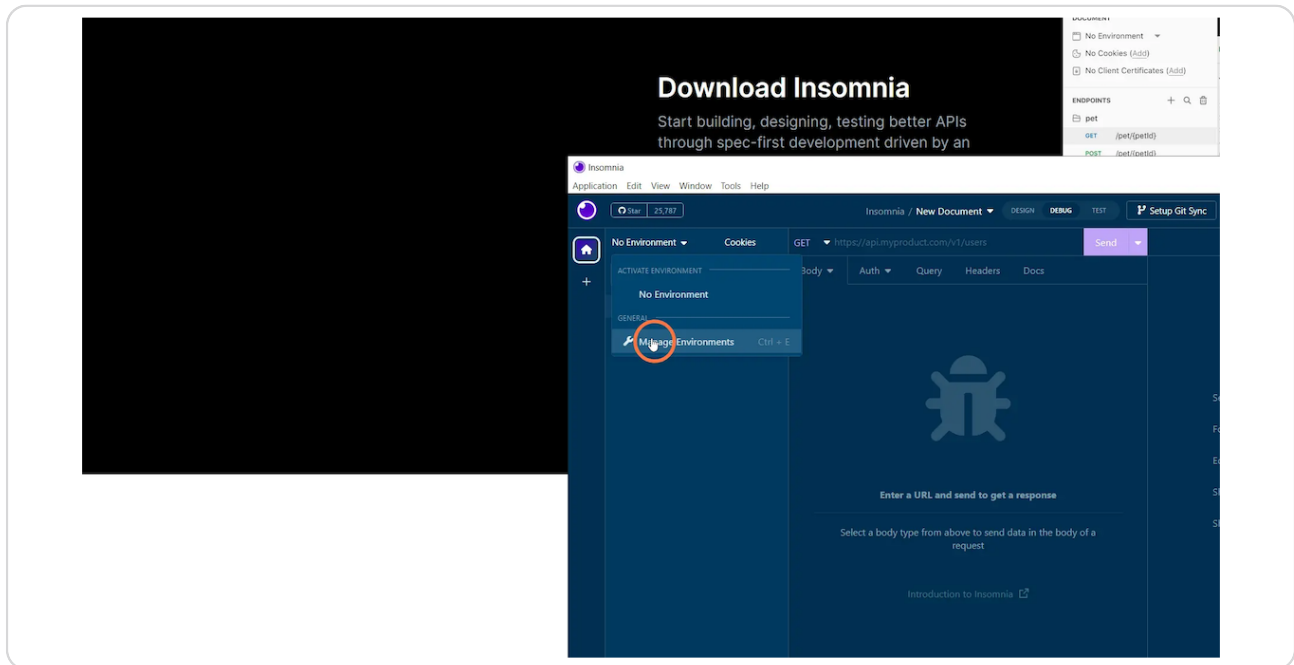 Download Insomnia
Start building, designing, testing better APIs
through spec-first development driven by an
DOCUMENT
No Environment
No Cookies (Add)
No Client Certificates (Add)
ENDPOINTS
pet
GET /pet/{petId}
POST /pet/{petId}
Insomnia
Application Edit View Window Tools Help
Star 25,787
Insomnia / New Document
DESIGN DEBUG TEST
Setup Git Sync
No Environment Cookies
GET https://api.myproduct.com/v1/users Send
ACTIVATE ENVIRONMENT
No Environment
GENERAL
Manage Environments Ctrl + E
Body Auth Query Headers Docs
Enter a URL and send to get a response
Select a body type from above to send data in the body of a
request
Introduction to Insomnia